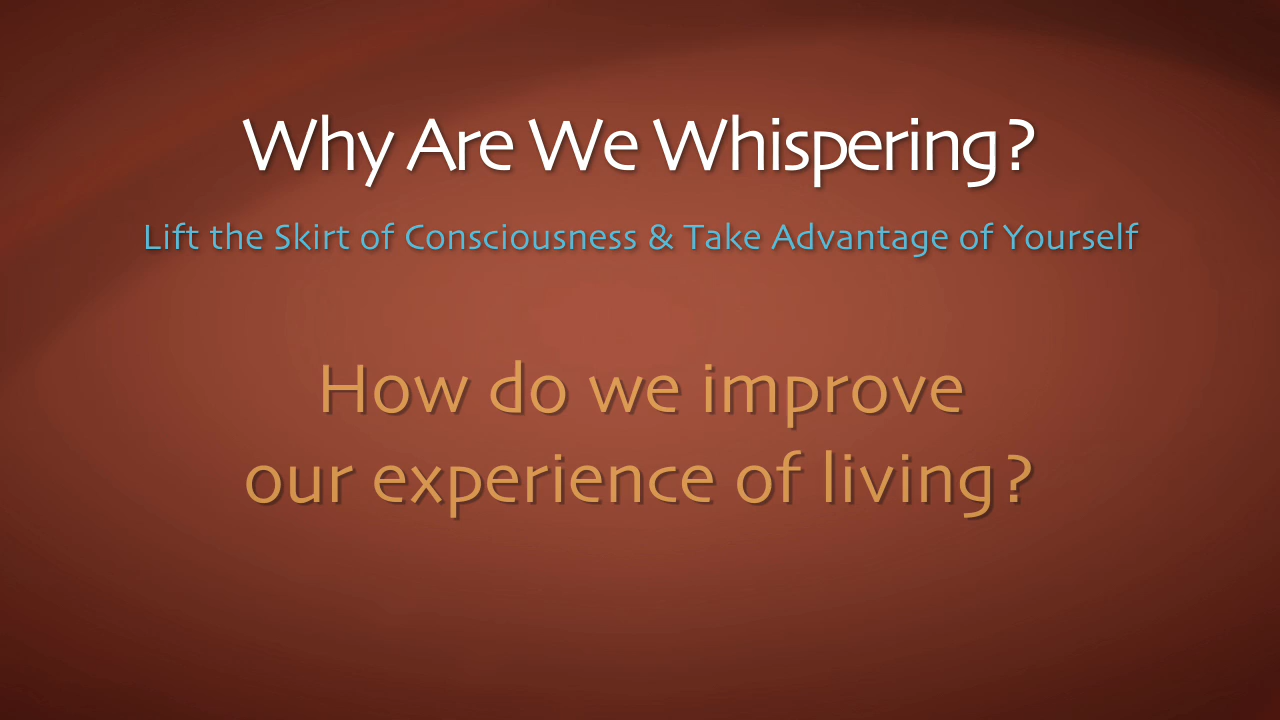 Why Are We Whispering?
Lift the Skirt of Consciousness & Take Advantage of Yourself
How do we improve
our experience of living?